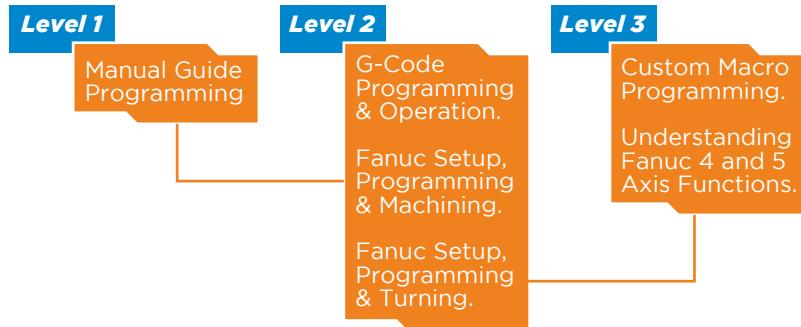 Level 1
Manual Guide
Programming
Level 2
G-Code
Programming
& Operation.
Fanuc Setup,
Programming
& Machining.
Fanuc Setup,
Programming
& Turning.
Level 3
Custom Macro
Programming.
Understanding
Fanuc 4 and 5
Axis Functions.